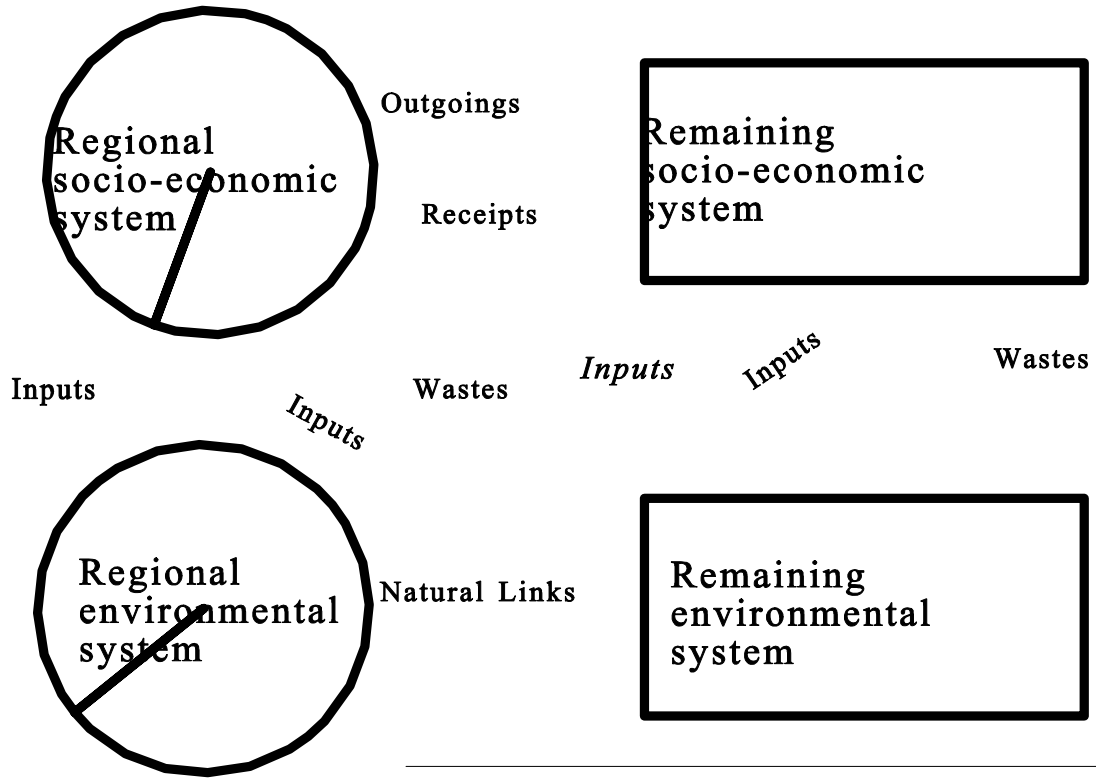 Outgoings
Regional
socio-economic
system
Remaining
socio-economic
system
Receipts
Inputs
Inputs
Wastes
Inputs
Inputs
Wastes
Regional
environmental
system
Natural Links
Remaining
environmental
system